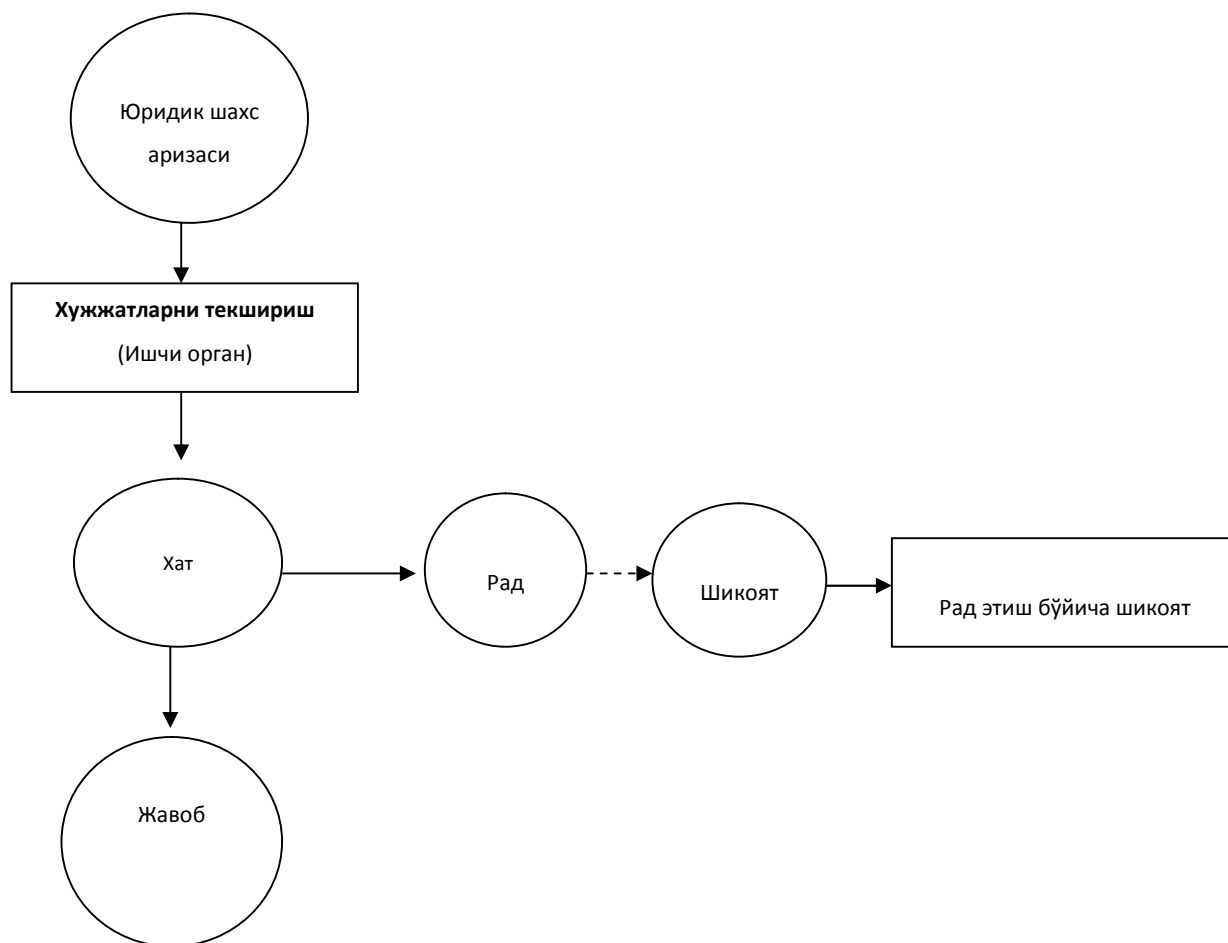 Юридик шахс
аризаси
Хужжатларни текшириш
(Ишчи орган)
Хат
Рад
Шикоят
Рад этиш бўйича шикоят
Жавоб